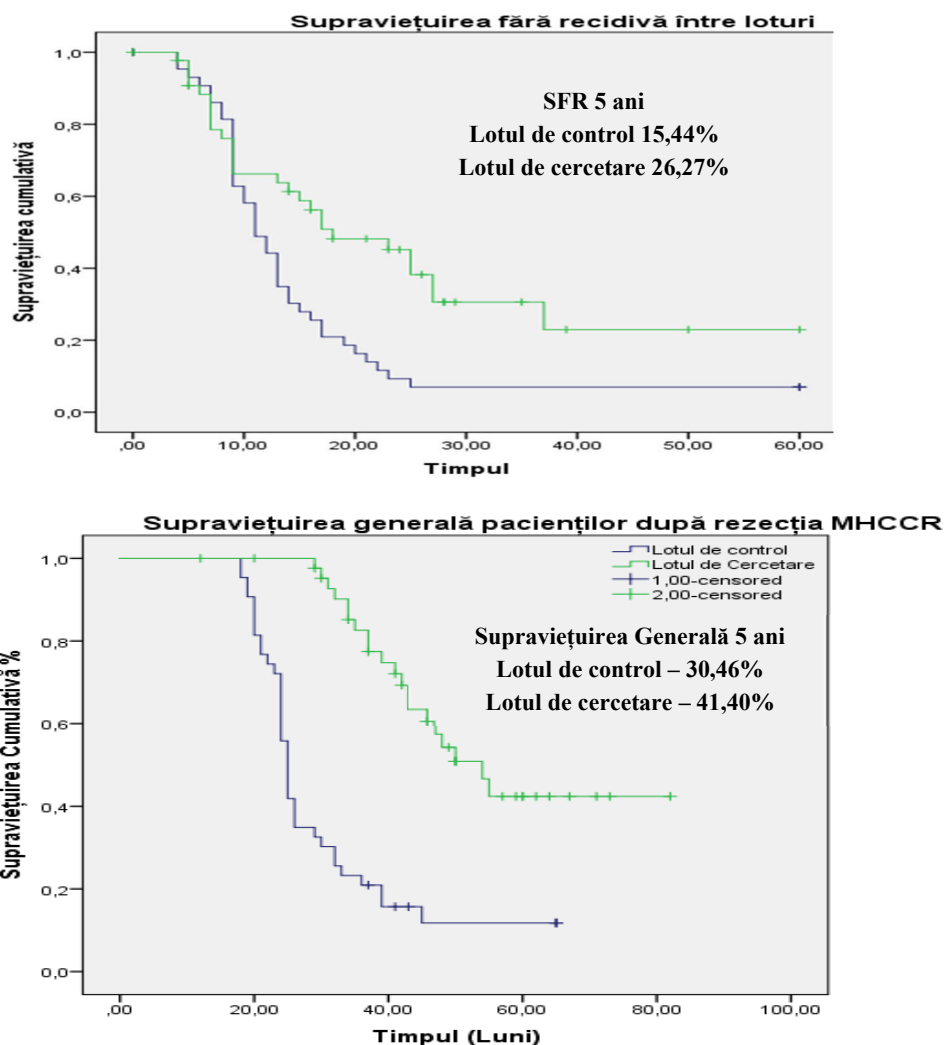 Supraviețuirea fără recidivă între loturi
Supraviețuirea cumulativă
1,0
0,8
0,6
0,4
0,2
0,0
SFR 5 ani
Lotul de control 15,44%
Lotul de cercetare 26,27%
,00 10,00 20,00 30,00 40,00 50,00 60,00
Timpul
Supraviețuirea generală pacienților după rezecția MHCCR
Supraviețuirea Cumulativă %
1,0
0,8
0,6
0,4
0,2
0,0
Lotul de control
Lotul de Cercetare
1,00-censored
2,00-censored
Supraviețuirea Generală 5 ani
Lotul de control – 30,46%
Lotul de cercetare – 41,40%
,00 20,00 40,00 60,00 80,00 100,00
Timpul (Luni)